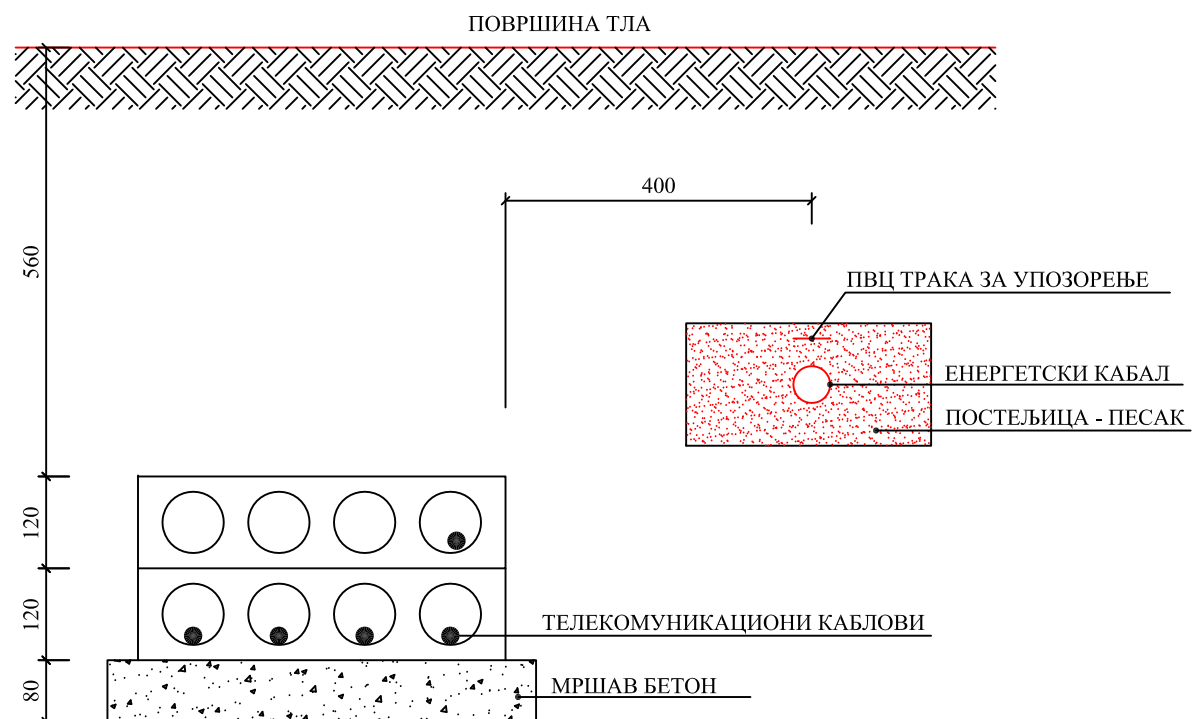 ПОВРШИНА ТЛА
400
560
ПВЦ ТРАКА ЗА УПОЗОРЕЊЕ
ЕНЕРГЕТСКИ КАБАЛ
ПОСТЕЉИЦА - ПЕСАК
120
120
ТЕЛЕКОМУНИКАЦИОНИ КАБЛОВИ
80
МРШАВ БЕТОН